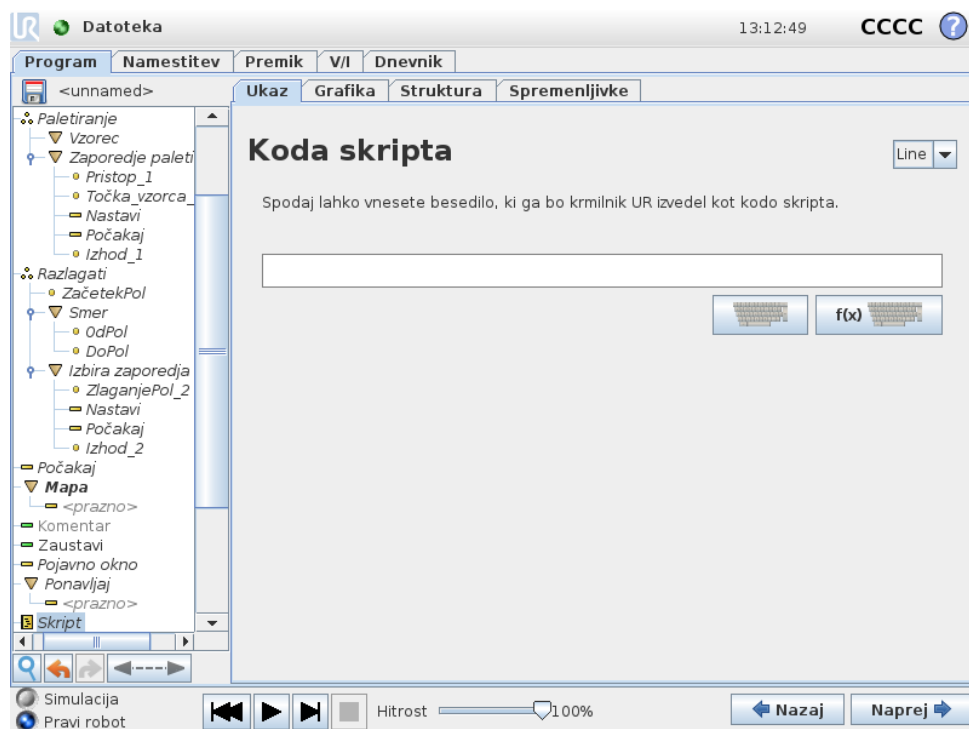 UR Datoteka 13:12:49 CCCC ?
Program Namestitev Premik V/I Dnevnik
<unnamed>
Ukaz Grafika Struktura Spremenljivke
Paletiranje
Vzorec
Zaporedje paleti
Pristop_1
Točka_vzorca_
Nastavi
Počakaj
Izhod_1
Razlagati
ZačetekPol
Smer
OdPol
DoPol
Izbira zaporedja
ZlaganjePol_2
Nastavi
Počakaj
Izhod_2
Počakaj
Mapa
<prazno>
Komentar
Zaustavi
Pojavno okno
Ponavljaj
<prazno>
Skript
Koda skripta
Line
Spodaj lahko vnesete besedilo, ki ga bo krmilnik UR izvedel kot kodo skripta.
f(x)
Simulacija
Pravi robot
Hitrost 100%
Nazaj Naprej